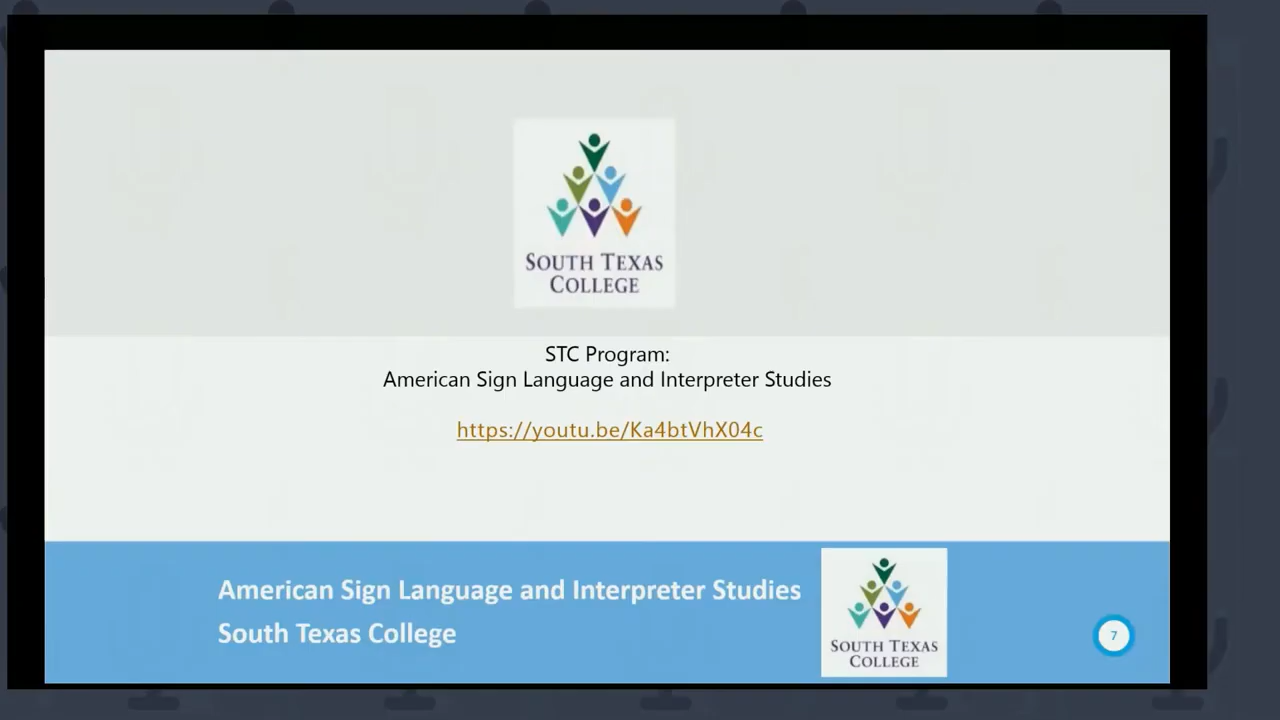 SOUTH TEXAS
COLLEGE
STC Program:
American Sign Language and Interpreter Studies
https://youtu.be/Ka4btVhX04c
American Sign Language and Interpreter Studies
South Texas College
SOUTH TEXAS
COLLEGE
7